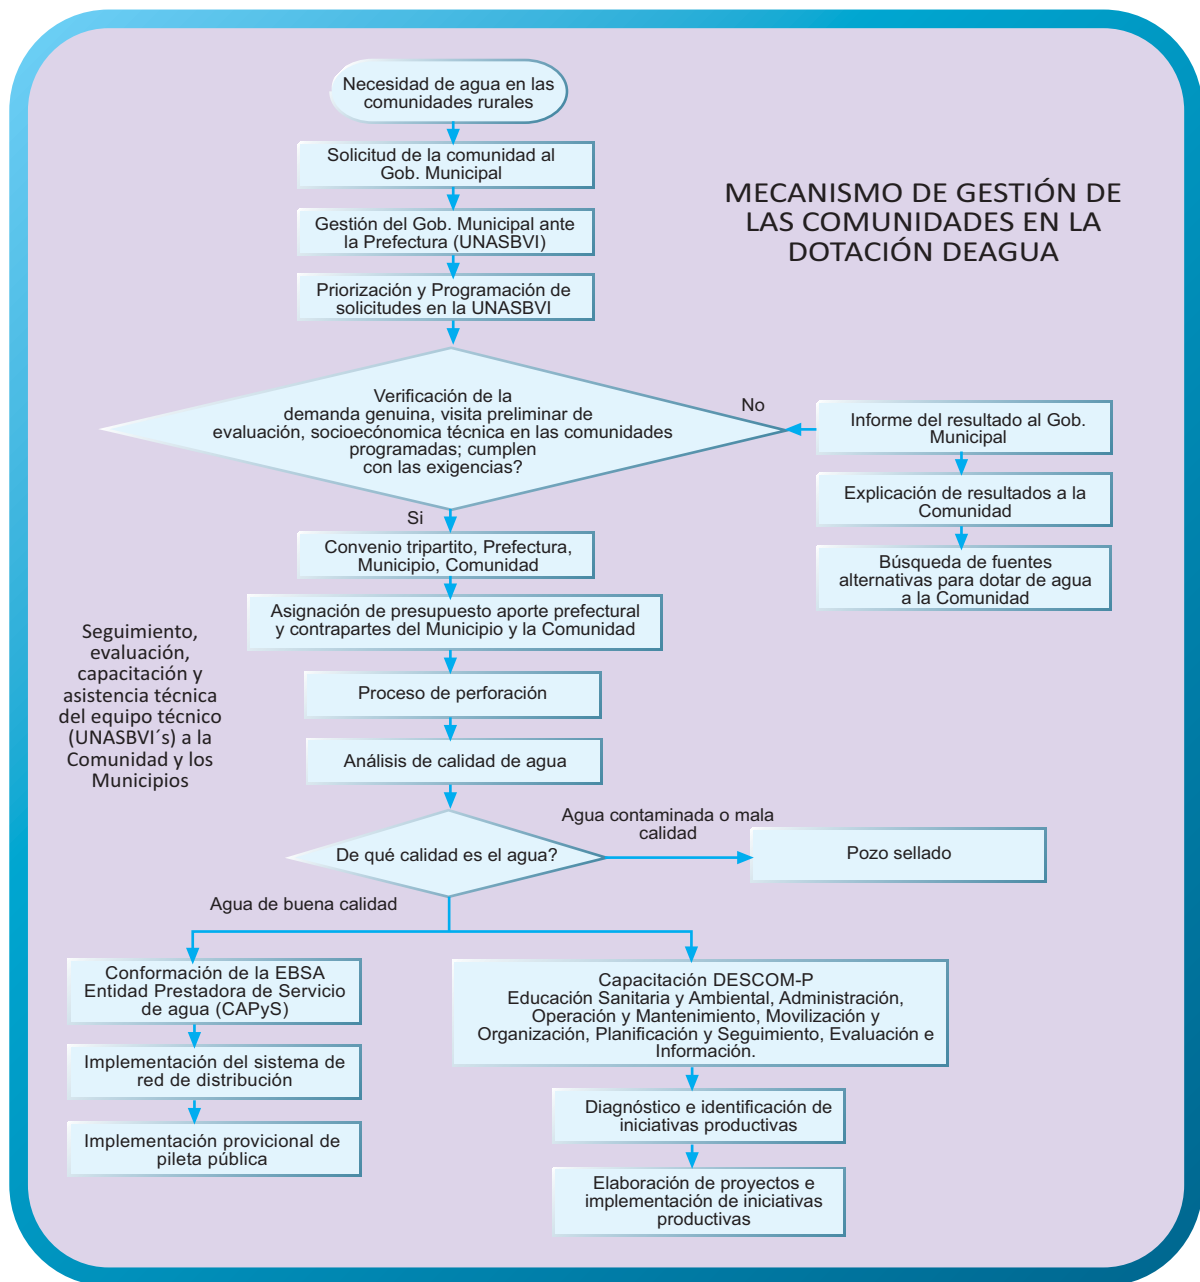 Necesidad de agua en las
comunidades rurales
Solicitud de la comunidad al
Gob. Municipal
MECANISMO DE GESTIÓN DE
LAS COMUNIDADES EN LA
DOTACIÓN DEAGUA
Gestión del Gob. Municipal ante
la Prefectura (UNASBVI)
Priorización y Programación de
solicitudes en la UNASBVI
Verificación de la
demanda genuina, visita preliminar de
evaluación, socioecónomica técnica en las comunidades
programadas; cumplen
con las exigencias?
No
Informe del resultado al Gob.
Municipal
Explicación de resultados a la
Comunidad
Búsqueda de fuentes
alternativas para dotar de agua
a la Comunidad
Si
Convenio tripartito, Prefectura,
Municipio, Comunidad
Asignación de presupuesto aporte prefectural
y contrapartes del Municipio y la Comunidad
Seguimiento,
evaluación,
capacitación y
asistencia técnica
del equipo técnico
(UNASBVI´s) a la
Comunidad y los
Municipios
Proceso de perforación
Análisis de calidad de agua
De qué calidad es el agua?
Agua contaminada o mala
calidad
Pozo sellado
Agua de buena calidad
Conformación de la EBSA
Entidad Prestadora de Servicio
de agua (CAPyS)
Implementación del sistema de
red de distribución
Implementación provicional de
pileta pública
Capacitación DESCOM-P
Educación Sanitaria y Ambiental, Administración,
Operación y Mantenimiento, Movilización y
Organización, Planificación y Seguimiento, Evaluación e
Información.
Diagnóstico e identificación de
iniciativas productivas
Elaboración de proyectos e
implementación de iniciativas
productivas